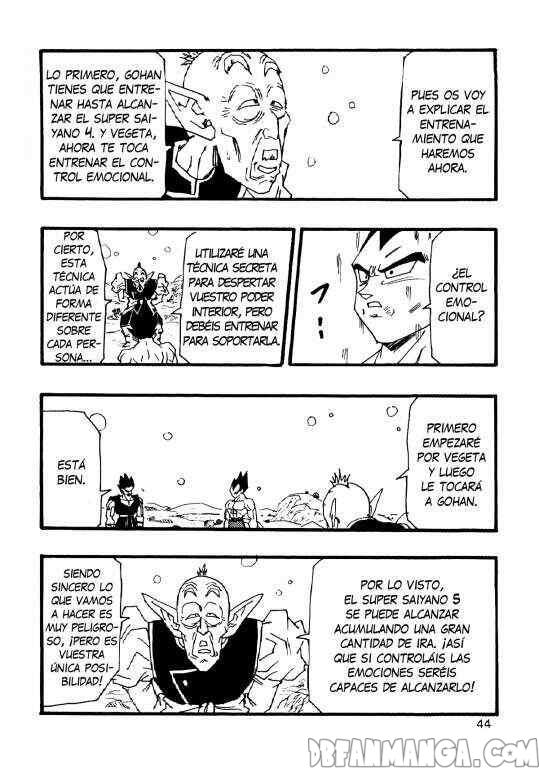 PUES OS VOY
A EXPLICAR EL
ENTRENA-
MIENTO QUE
HAREMOS
AHORA.
LO PRIMERO, GOHAN
TIENES QUE ENTRE-
NAR HASTA ALCAN-
ZAR EL SUPER SAI-
YANO 4. Y VEGETA,
AHORA TE TOCA
ENTRENAR EL CON-
TROL EMOCIONAL.
¿EL
CONTROL
EMO-
CIONAL?
UTILIZARÉ UNA
TÉCNICA SECRETA
PARA DESPERTAR
VUESTRO PODER
INTERIOR, PERO
DEBÉIS ENTRENAR
PARA SOPORTARLA.
POR
CIERTO,
ESTA
TÉCNICA
ACTÚA DE
FORMA
DIFERENTE
SOBRE
CADA PER-
SONA...
PRIMERO
EMPEZARÉ
POR VEGETA
Y LUEGO
LE TOCARÁ
A GOHAN.
ESTÁ
BIEN.
POR LO VISTO,
EL SUPER SAIYANO 5
SE PUEDE ALCANZAR
ACUMULANDO UNA GRAN
CANTIDAD DE IRA. ¡ASÍ
QUE SI CONTROLÁIS LAS
EMOCIONES SERÉIS
CAPACES DE ALCANZARLO!
SIENDO
SINCERO LO
QUE VAMOS
A HACER ES
MUY PELIGRO-
SO, ¡PERO ES
VUESTRA
ÚNICA POSI-
BILIDAD!
44
DBFANMANGA.COM